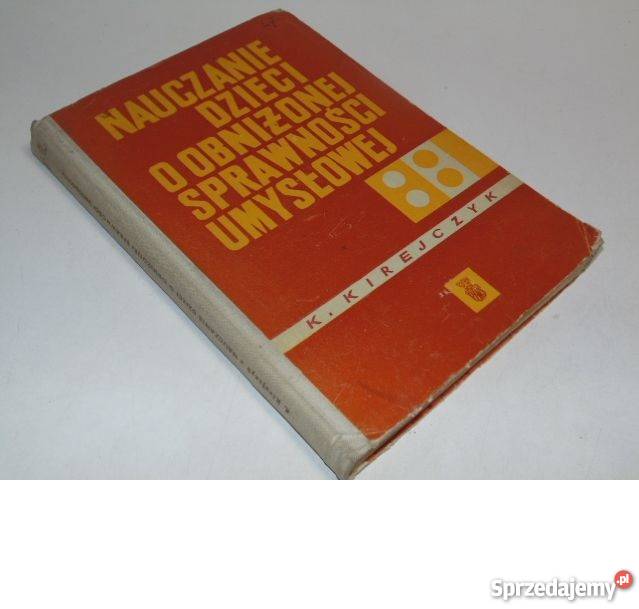 NAUCZANIE
DZIECI
O OBNIŻONEJ
SPRAWNOŚCI
UMYSŁOWEJ
K. KIREJCZYK
Sprzedajemy.pl